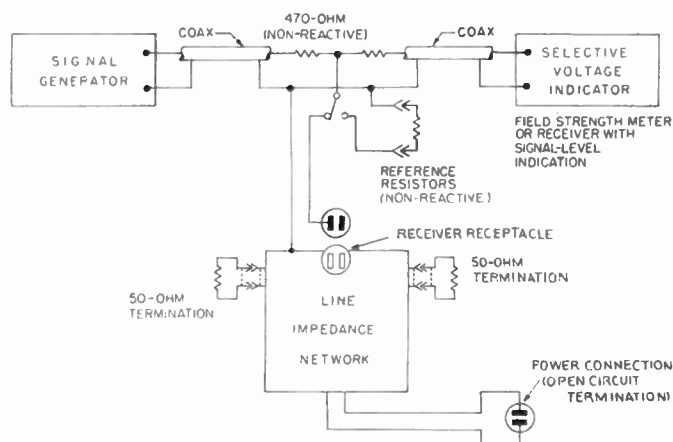 COAX
470-OHM
(NON-REACTIVE)
COAX
SIGNAL
GENERATOR
SELECTIVE
VOLTAGE
INDICATOR
FIELD STRENGTH METER
OR RECEIVER WITH
SIGNAL-LEVEL
INDICATION
REFERENCE
RESISTORS
(NON-REACTIVE)
RECEIVER RECEPTACLE
50-OHM
TERMINATION
50-OHM
TERMINATION
LINE
IMPEDANCE
NETWORK
POWER CONNECTION
(OPEN CIRCUIT
TERMINATION)